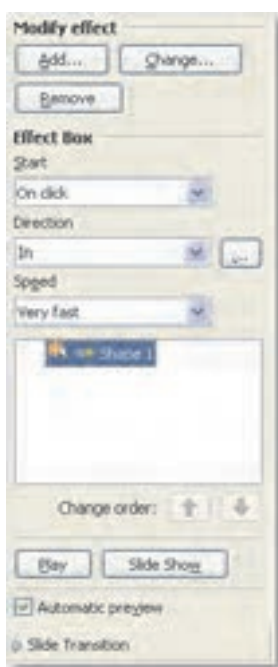 Modify effect
Add... Change...
Remove
Effect Box
Start
On click
Direction
In ...
Speed
Very fast
Shape 1
Change order:
Play Slide Show
Automatic preview
Slide Transition